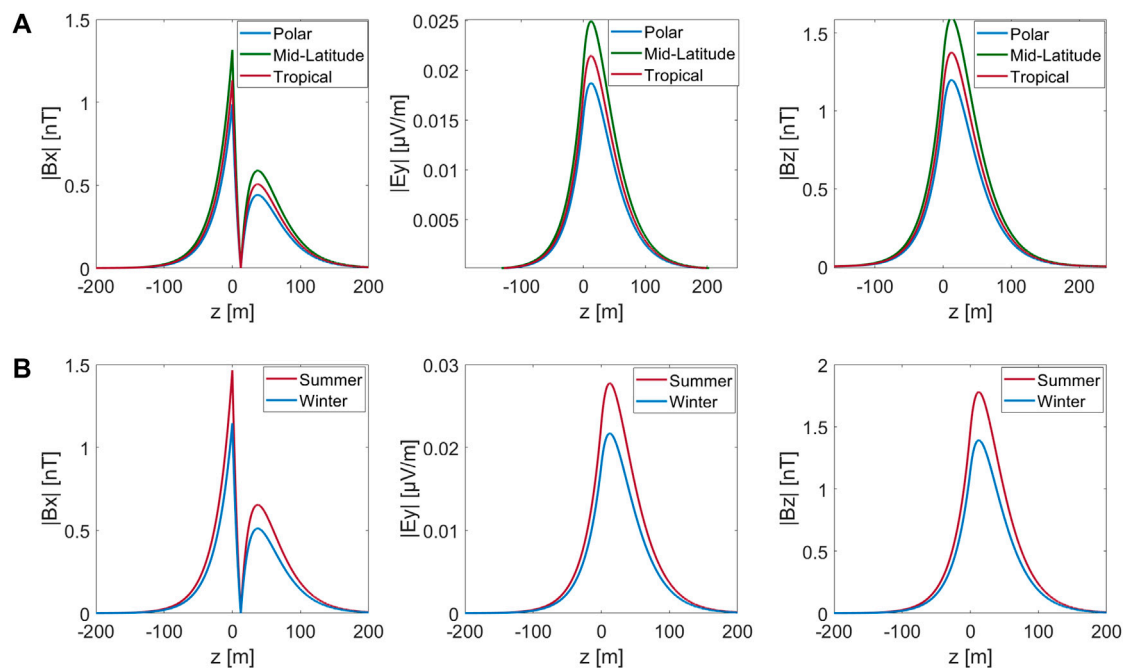 A
1.5
1
0.5
0
|Bx| [nT]
Polar
Mid-Latitude
Tropical
-200
-100
0
100
200
z [m]
0.025
0.02
0.015
0.01
0.005
|Ey| [µV/m]
Polar
Mid-Latitude
Tropical
-100
0
100
200
z [m]
1.5
1
0.5
0
|Bz| [nT]
Polar
Mid-Latitude
Tropical
-100
0
100
200
z [m]
B
1.5
1
0.5
0
|Bx| [nT]
Summer
Winter
-200
-100
0
100
200
z [m]
0.03
0.02
0.01
0
|Ey| [µV/m]
Summer
Winter
-200
-100
0
100
200
z [m]
2
1.5
1
0.5
0
|Bz| [nT]
Summer
Winter
-200
-100
0
100
200
z [m]